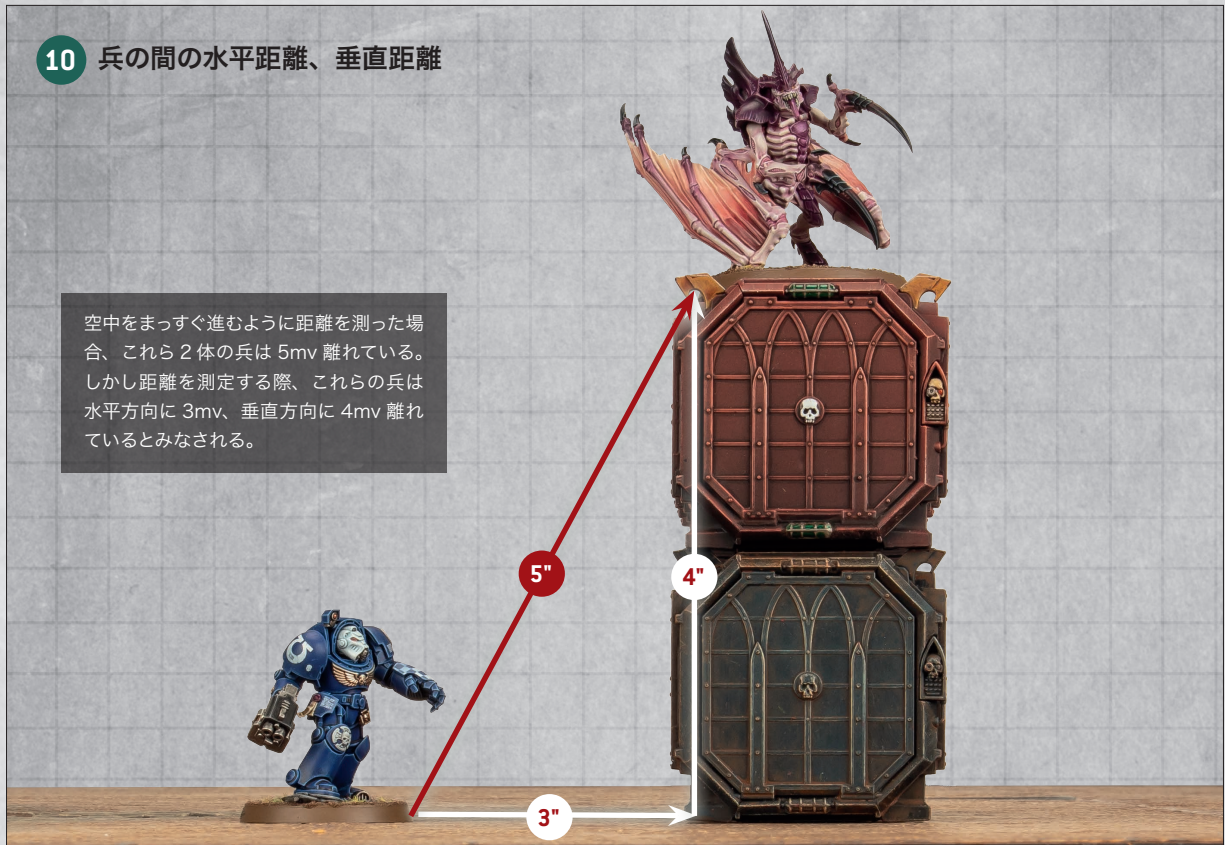 10 兵の間の水平距離、垂直距離
空中をまっすぐ進むように距離を測った場
合、これら2体の兵は 5mv 離れている。
しかし距離を測定する際、これらの兵は
水平方向に 3mv、垂直方向に 4mv 離れ
ているとみなされる。
5"
4"
3"